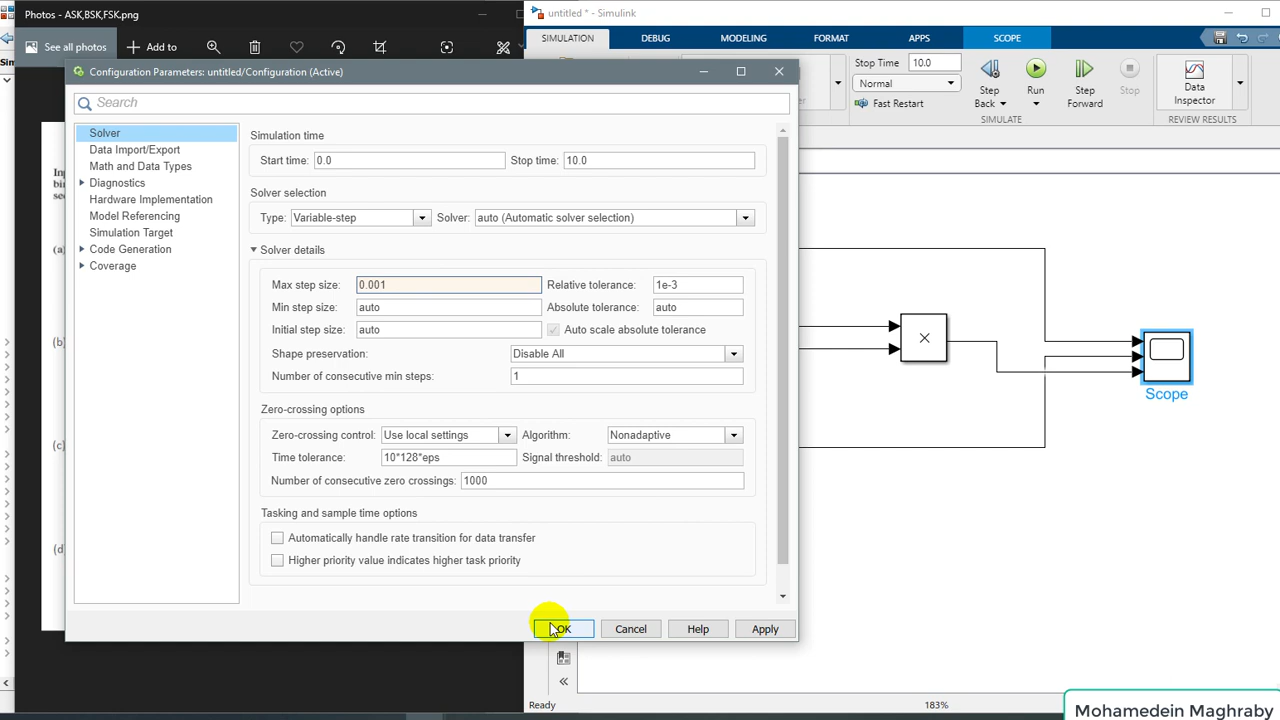 Photos - ASK,BSK,FSK.png
See all photos
Add to
untitled * - Simulink
SIMULATION
DEBUG
MODELING
FORMAT
APPS
SCOPE
Stop Time 10.0
Normal
Fast Restart
Step Back
Run
Step Forward
Stop
Data Inspector
SIMULATE
REVIEW RESULTS
Configuration Parameters: untitled/Configuration (Active)
Search
Solver
Data Import/Export
Math and Data Types
Diagnostics
Hardware Implementation
Model Referencing
Simulation Target
Code Generation
Coverage
Simulation time
Start time: 0.0 Stop time: 10.0
Solver selection
Type: Variable-step Solver: auto (Automatic solver selection)
Solver details
Max step size: 0.001 Relative tolerance: 1e-3
Min step size: auto Absolute tolerance: auto
Initial step size: auto Auto scale absolute tolerance
Shape preservation: Disable All
Number of consecutive min steps: 1
Zero-crossing options
Zero-crossing control: Use local settings Algorithm: Nonadaptive
Time tolerance: 10*128*eps Signal threshold: auto
Number of consecutive zero crossings: 1000
Tasking and sample time options
Automatically handle rate transition for data transfer
Higher priority value indicates higher task priority
OK Cancel Help Apply
(a)
(b)
(c)
(d)
×
Scope
Ready
183%
Mohamedein Maghraby